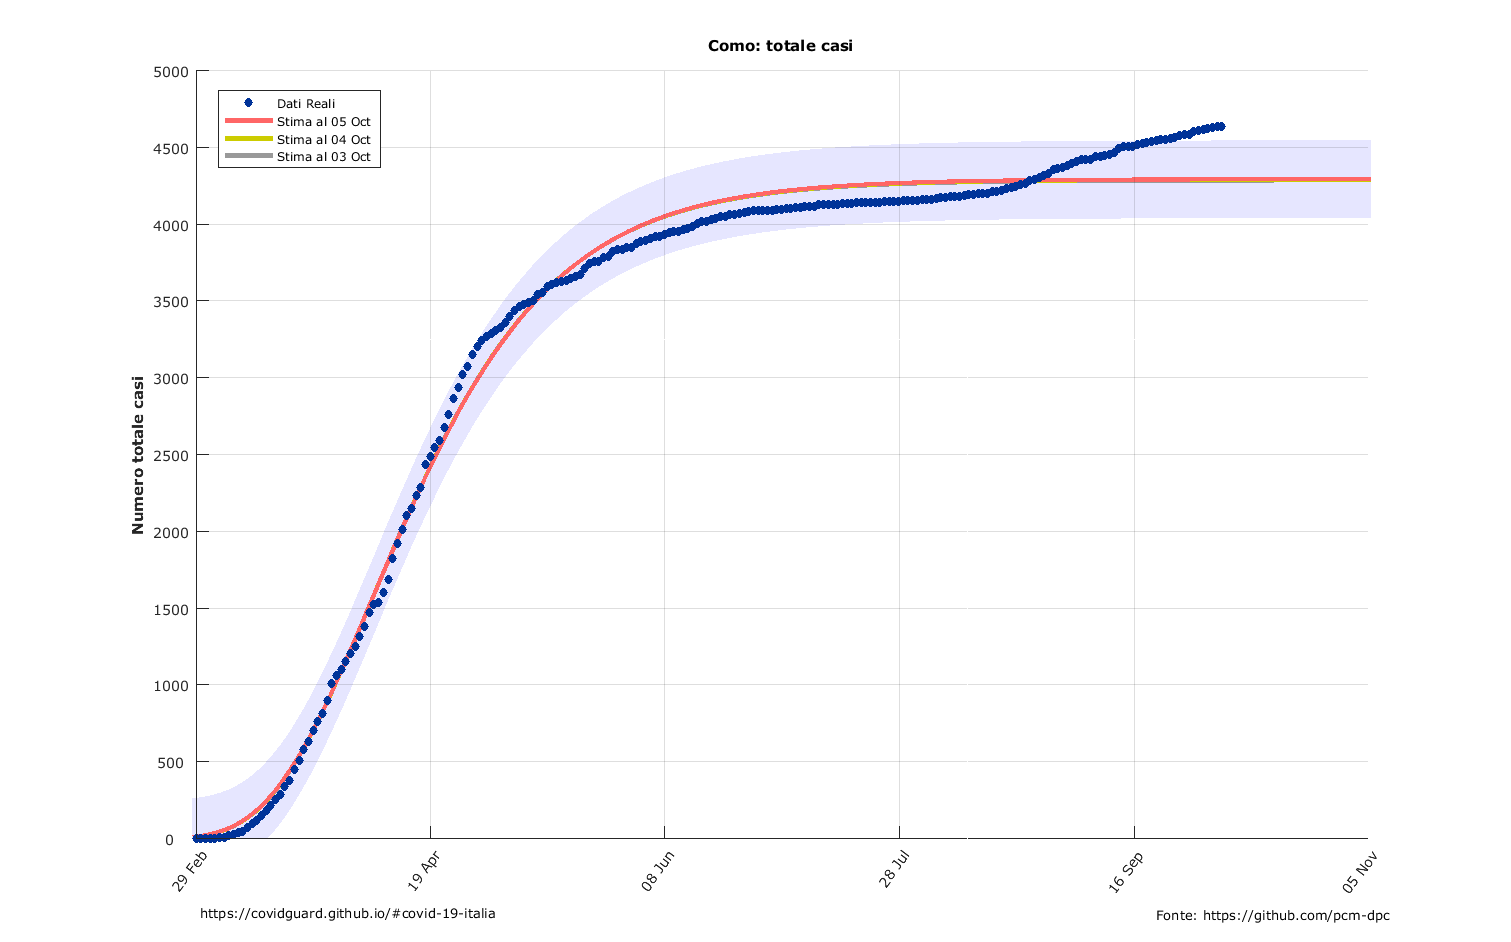 Como: totale casi
Dati Reali
Stima al 05 Oct
Stima al 04 Oct
Stima al 03 Oct
Numero totale casi
5000
4500
4000
3500
3000
2500
2000
1500
1000
500
0
29 Feb
19 Apr
08 Jun
28 Jul
16 Sep
05 Nov
https://covidguard.github.io/#covid-19-italia
Fonte: https://github.com/pcm-dpc